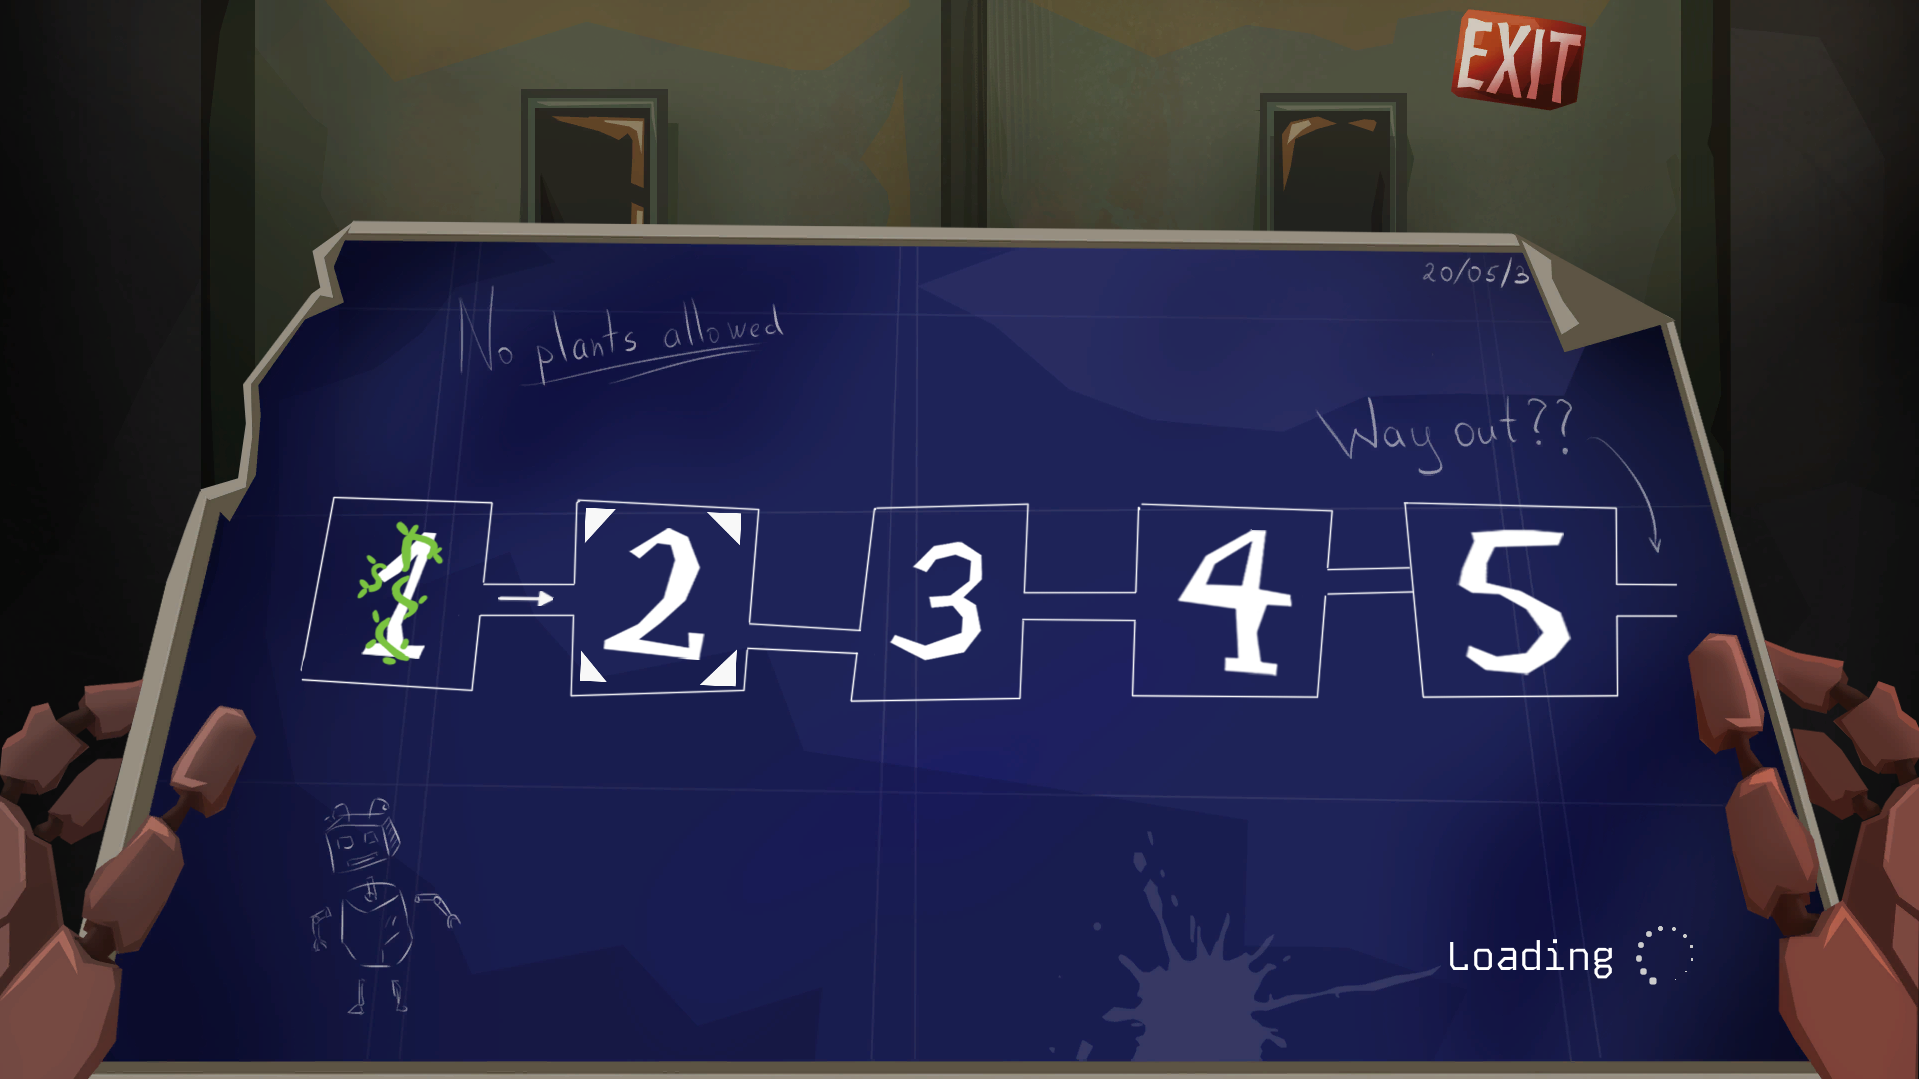 EXIT
20/05/3
No plants allowed
Way out??
1 2 3 4 5
Loading